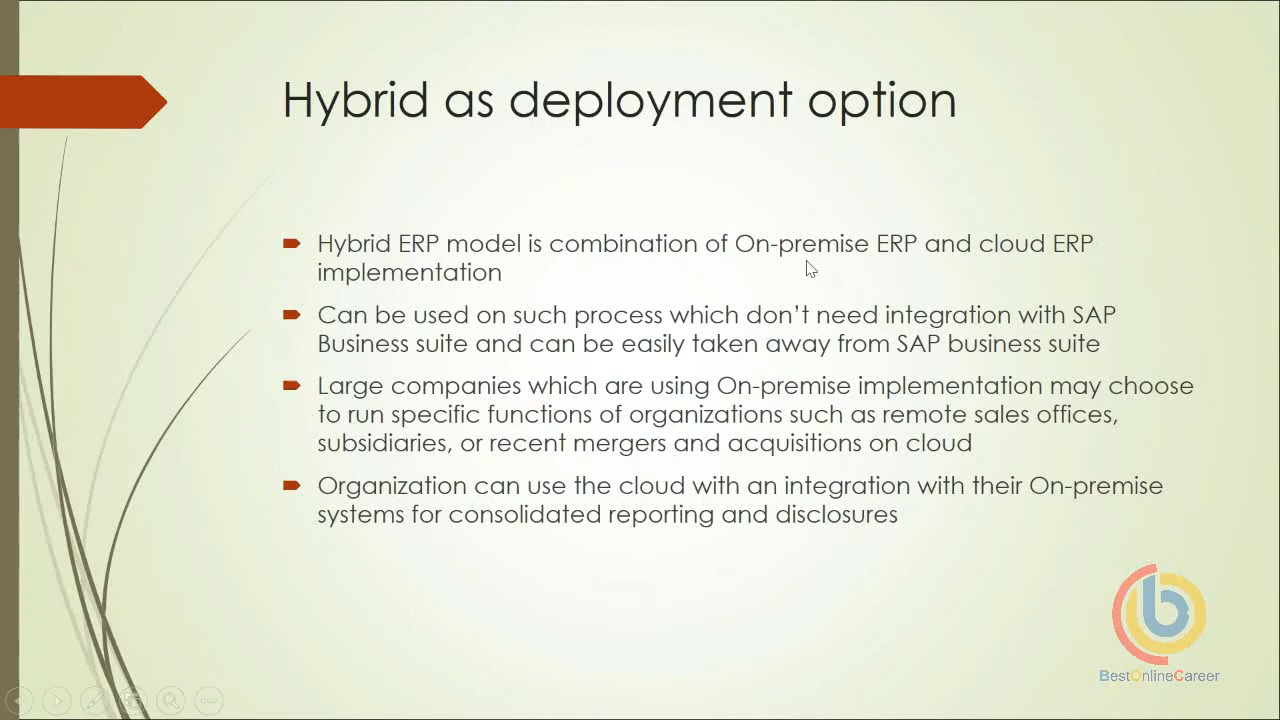 Hybrid as deployment option
Hybrid ERP model is combination of On-premise ERP and cloud ERP
implementation
Can be used on such process which don’t need integration with SAP
Business suite and can be easily taken away from SAP business suite
Large companies which are using On-premise implementation may choose
to run specific functions of organizations such as remote sales offices,
subsidiaries, or recent mergers and acquisitions on cloud
Organization can use the cloud with an integration with their On-premise
systems for consolidated reporting and disclosures
b
BestOnlineCareer